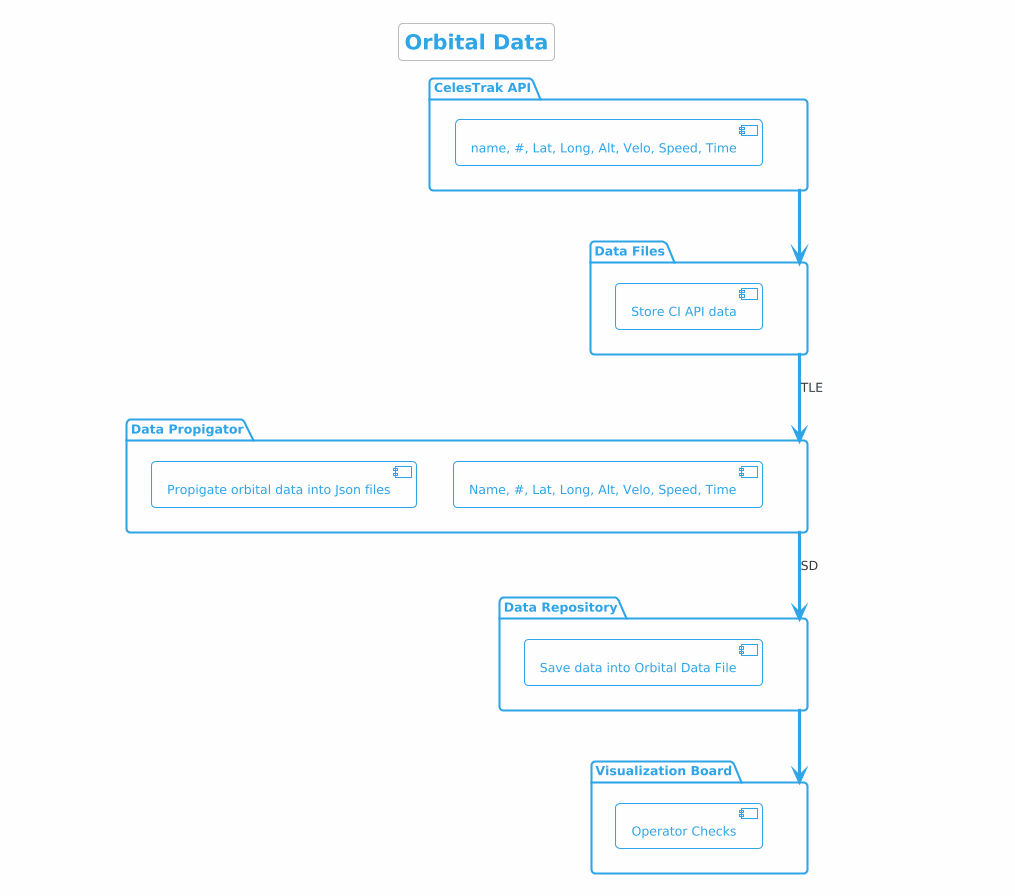 Orbital Data
CelesTrak API
name, #, Lat, Long, Alt, Velo, Speed, Time
Data Files
Store CI API data
TLE
Data Propigator
Propigate orbital data into Json files
Name, #, Lat, Long, Alt, Velo, Speed, Time
SD
Data Repository
Save data into Orbital Data File
Visualization Board
Operator Checks